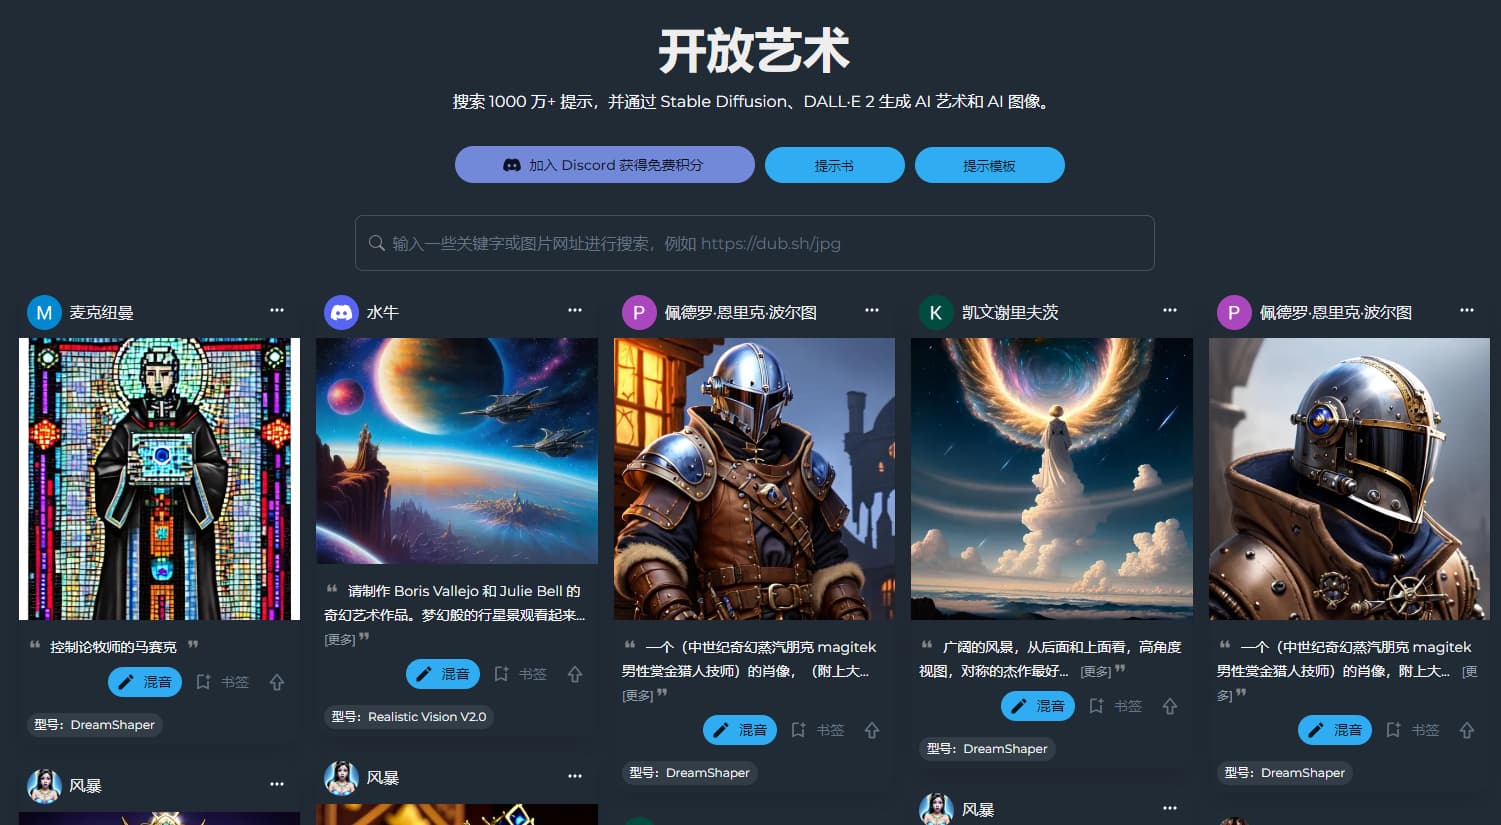 开放艺术
搜索 1000 万+ 提示，并通过 Stable Diffusion、DALL·E 2 生成 AI 艺术和 AI 图像。
加入 Discord 获得免费积分
提示书
提示模板
输入一些关键字或图片网址进行搜索，例如 https://dub.sh/jpg
M 麦克纽曼
“ 控制论牧师的马赛克 ”
混音 书签
型号：DreamShaper
风暴
水牛
“ 请制作 Boris Vallejo 和 Julie Bell 的
奇幻艺术作品。梦幻般的行星景观看起来...
[更多] ”
混音 书签
型号：Realistic Vision V2.0
风暴
P 佩德罗·恩里克·波尔图
“ 一个（中世纪奇幻蒸汽朋克 magitek
男性赏金猎人技师）的肖像，（附上大...
[更多] ”
混音 书签
型号：DreamShaper
K 凯文谢里夫茨
“ 广阔的风景，从后面和上面看，高角度
视图，对称的杰作最好... [更多] ”
混音 书签
型号：DreamShaper
风暴
P 佩德罗·恩里克·波尔图
“ 一个（中世纪奇幻蒸汽朋克 magitek
男性赏金猎人技师）的肖像，附上大... [更
多] ”
混音 书签
型号：DreamShaper